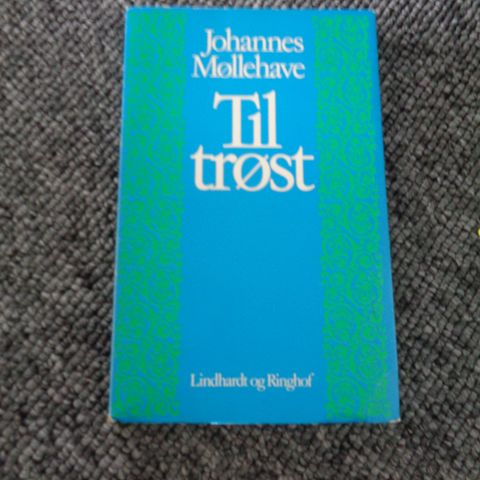 Johannes
Møllehave
Til
trøst
Lindhardt og Ringhof